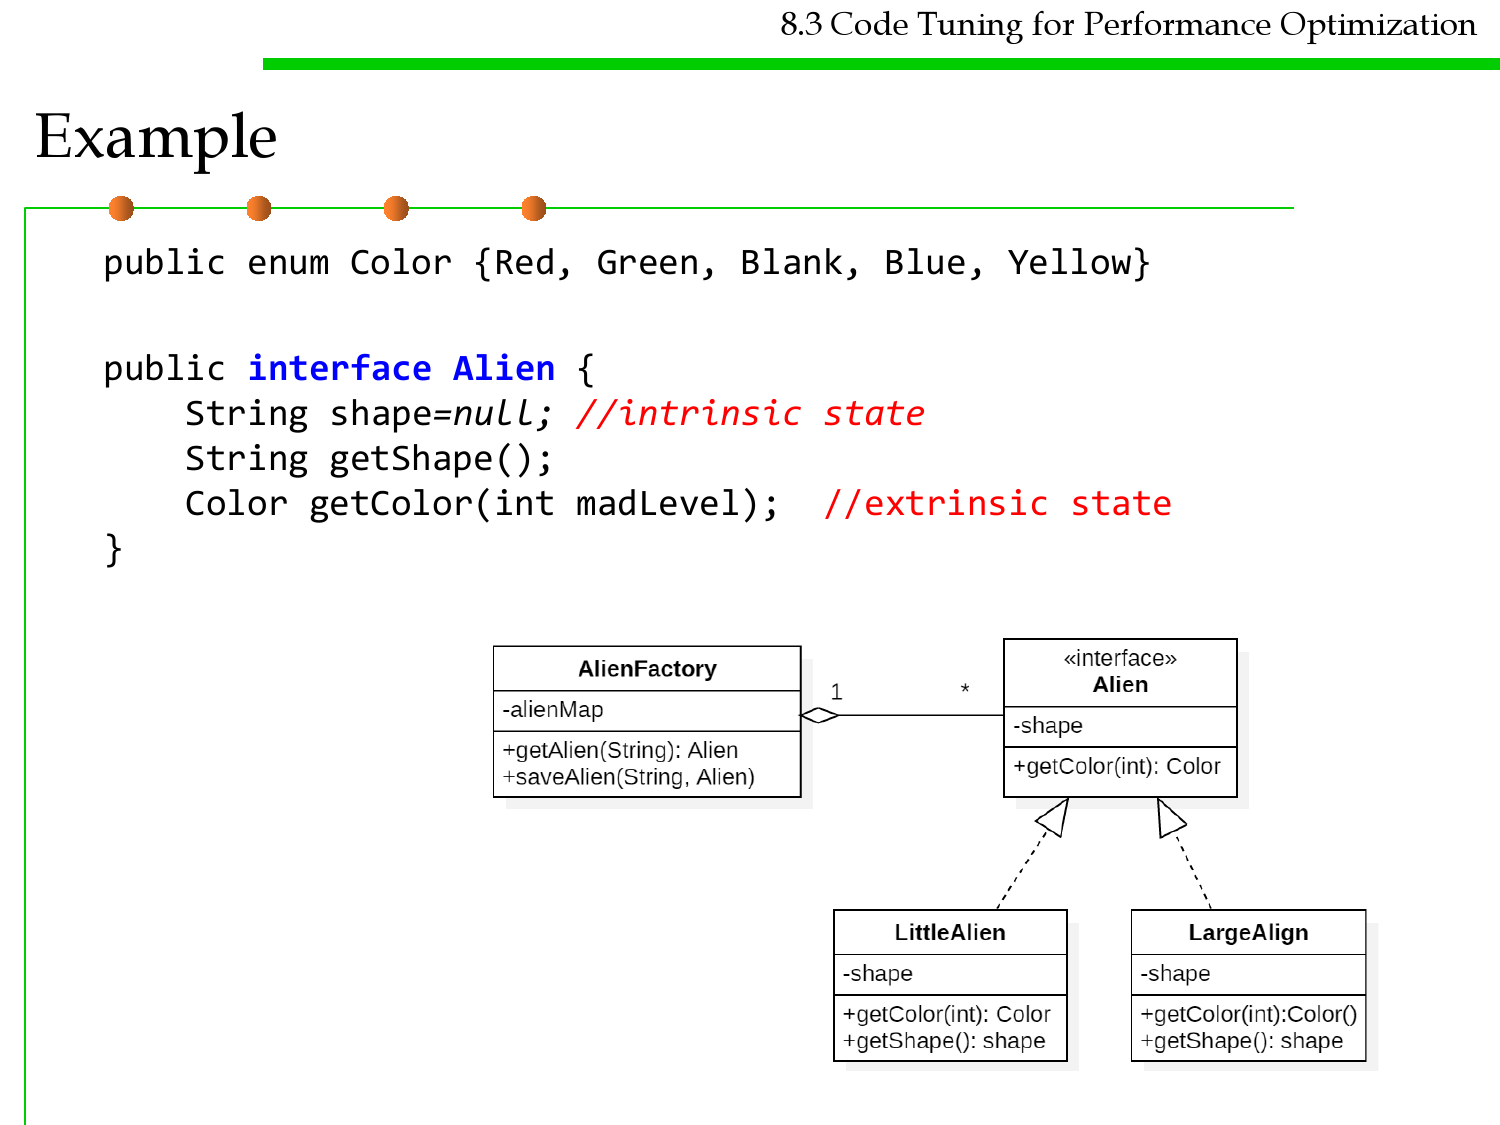 8.3 Code Tuning for Performance Optimization
Example
public enum Color {Red, Green, Blank, Blue, Yellow}
public interface Alien {
    String shape=null; //intrinsic state
    String getShape();
    Color getColor(int madLevel);  //extrinsic state
}
AlienFactory
-alienMap
+getAlien(String): Alien
+saveAlien(String, Alien)
1
*
«interface»
Alien
-shape
+getColor(int): Color
LittleAlien
-shape
+getColor(int): Color
+getShape(): shape
LargeAlign
-shape
+getColor(int):Color()
+getShape(): shape